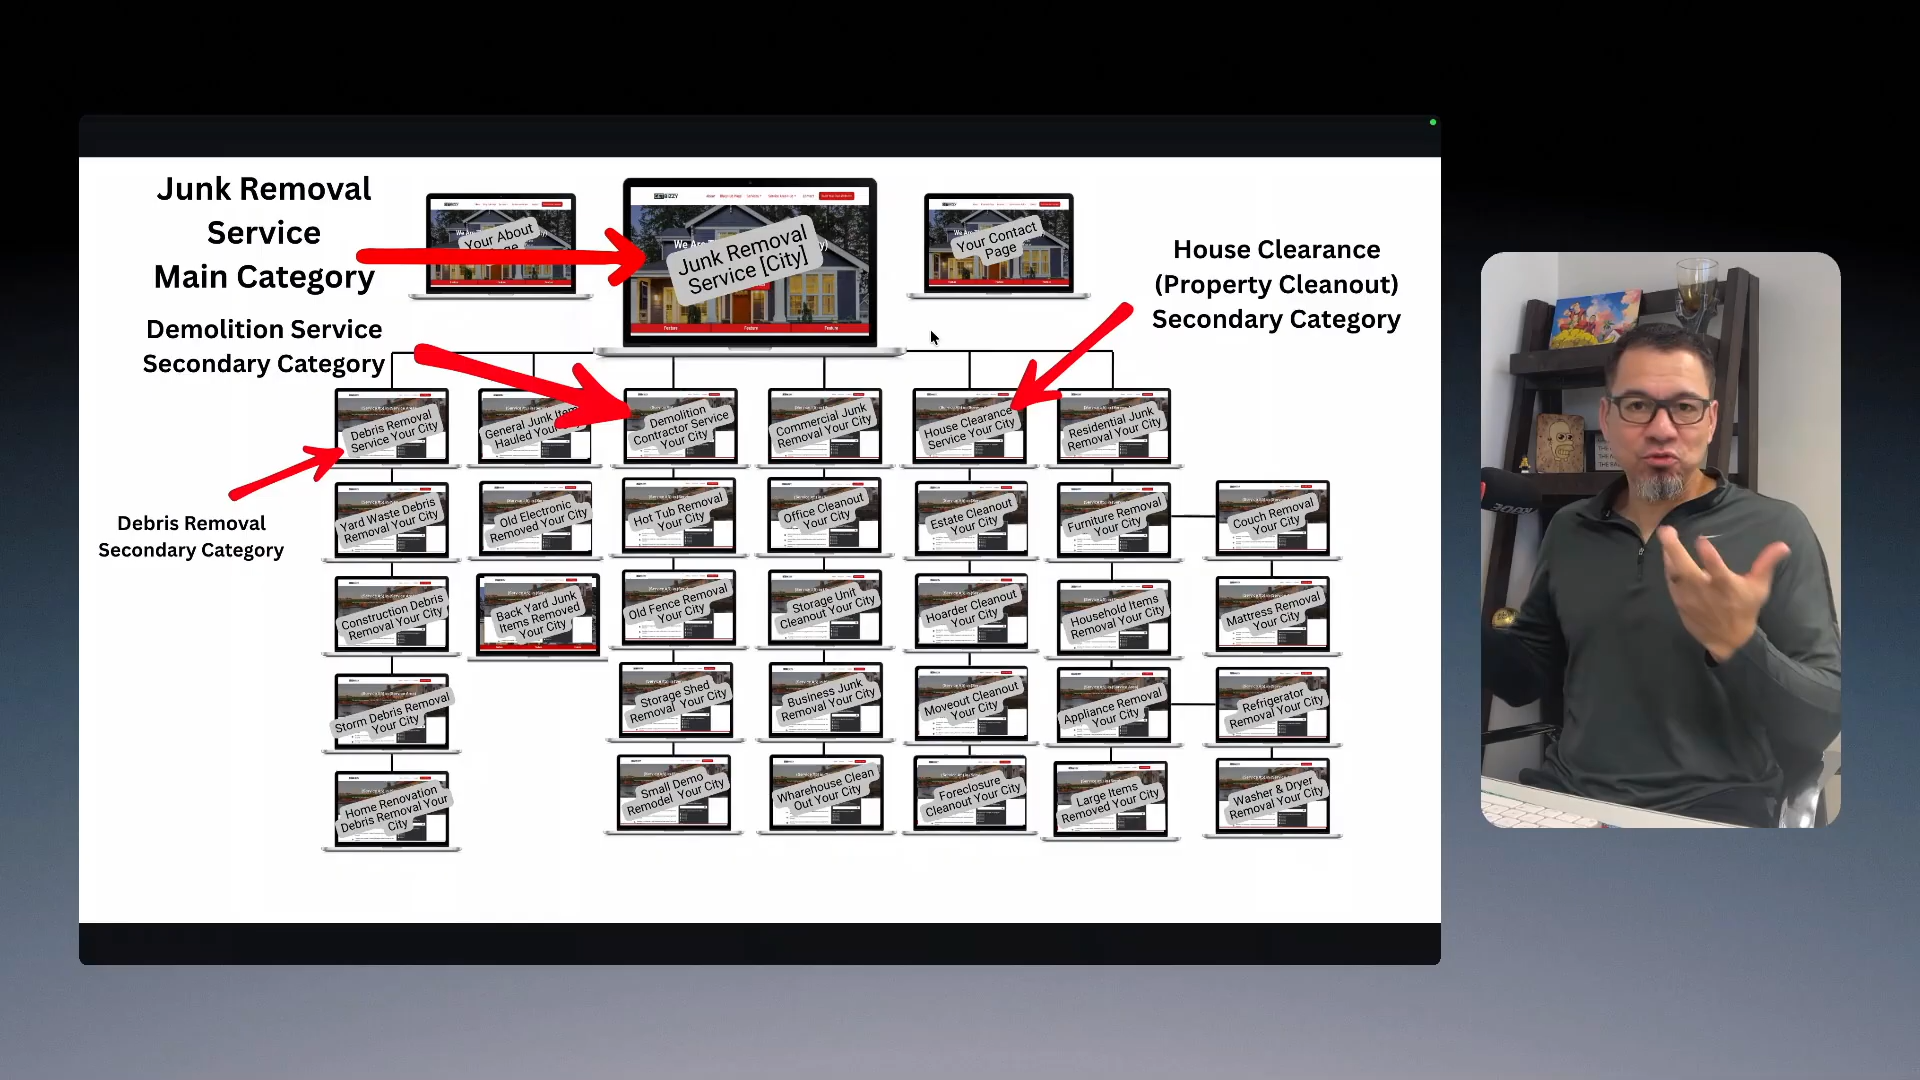 Junk Removal
Service
Main Category
Demolition Service
Secondary Category
Debris Removal
Secondary Category
House Clearance
(Property Cleanout)
Secondary Category
Your About
Junk Removal
Service [City]
Feature
Feature
Feature
Your Contact
Page
Debris Removal
Service Your City
General Junk Items
Hauled Your
Demolition
Contractor Service
Your City
Commercial Junk
Removal Your City
House Clearance
Service Your City
Residential Junk
Removal Your City
Yard Waste Debris
Removal Your City
Old Electronic
Removed Your City
Hot Tub Removal
Your City
Office Cleanout
Your City
Estate Cleanout
Your City
Furniture Removal
Your City
Couch Removal
Your City
Construction Debris
Removal Your City
Back Yard Junk
Items Removed
Your City
Old Fence Removal
Your City
Storage Unit
Cleanout Your City
Hoarder Cleanout
Your City
Household Items
Removal Your City
Mattress Removal
Your City
Storm Debris Removal
Your City
Storage Shed
Removal Your City
Business Junk
Removal Your City
Moveout Cleanout
Your City
Appliance Removal
Your City
Refrigerator
Removal Your City
Home Renovation
Debris Removal Your
City
Small Demo
Remodel Your City
Wharehouse Clean
Out Your City
Foreclosure
Cleanout Your City
Large Items
Removed Your City
Washer & Dryer
Removal Your City